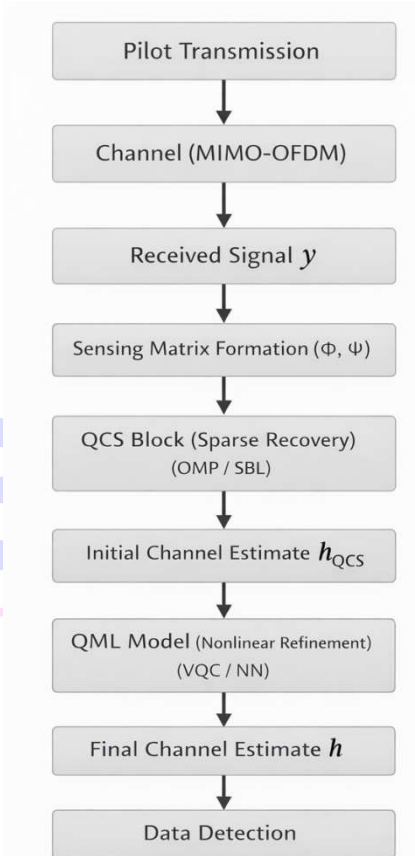 Pilot Transmission
Channel (MIMO-OFDM)
Received Signal y
Sensing Matrix Formation (Φ, Ψ)
QCS Block (Sparse Recovery)
(OMP / SBL)
Initial Channel Estimate h_QCS
QML Model (Nonlinear Refinement)
(VQC / NN)
Final Channel Estimate h
Data Detection